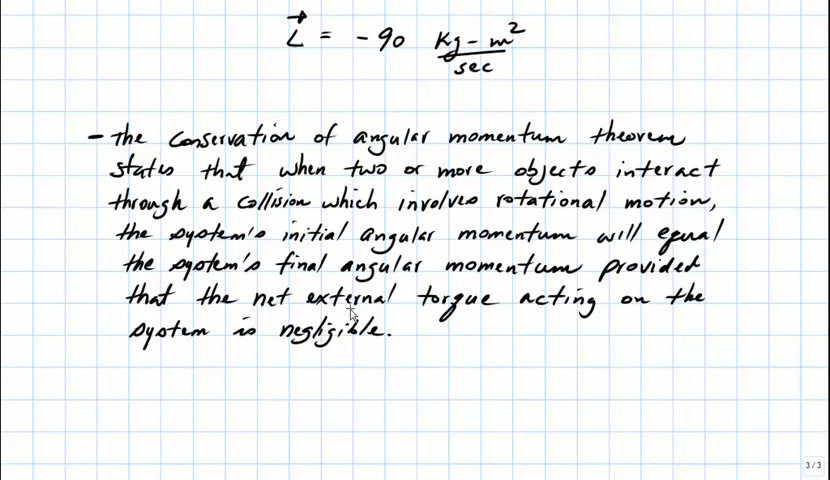 L⃗ = -90 Kg-m²/sec
- The conservation of angular momentum theorem
states that when two or more objects interact
through a collision which involves rotational motion,
the system's initial angular momentum will equal
the system's final angular momentum provided
that the net external torque acting on the
system is negligible.
3/3